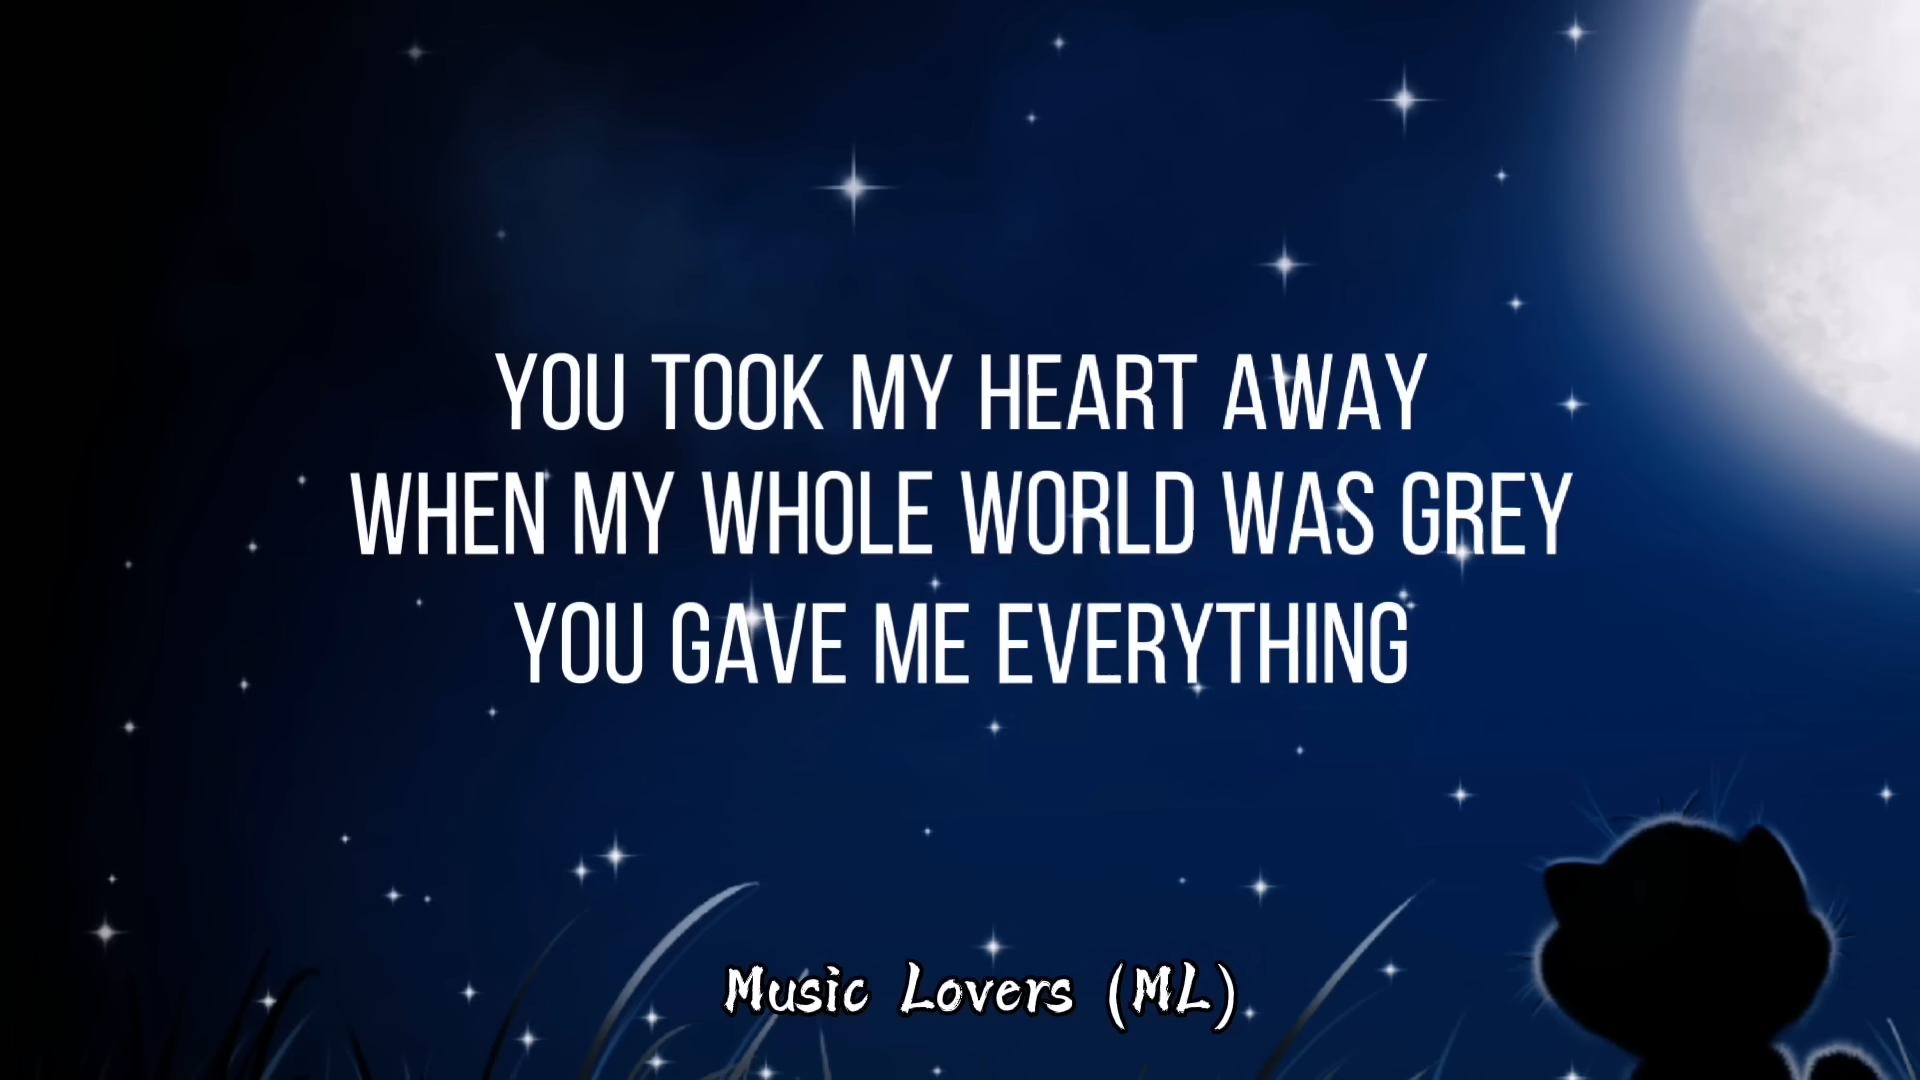 YOU TOOK MY HEART AWAY
WHEN MY WHOLE WORLD WAS GREY
YOU GAVE ME EVERYTHING
Music Lovers (ML)